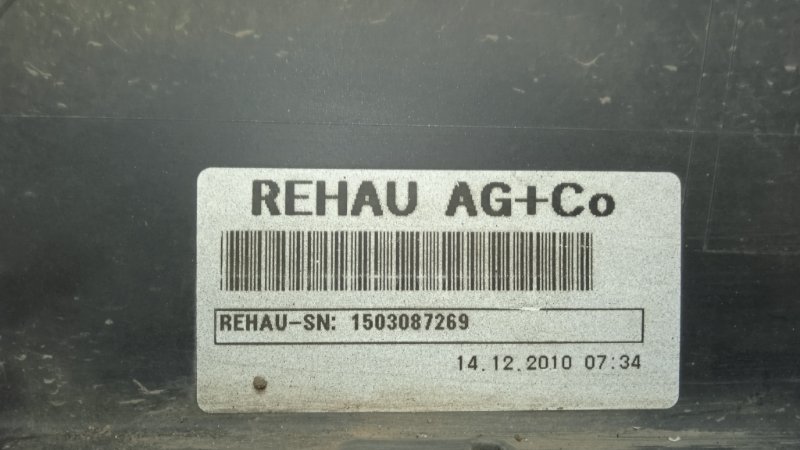 REHAU AG+Co
REHAU-SN: 1503087269
14.12.2010 07:34